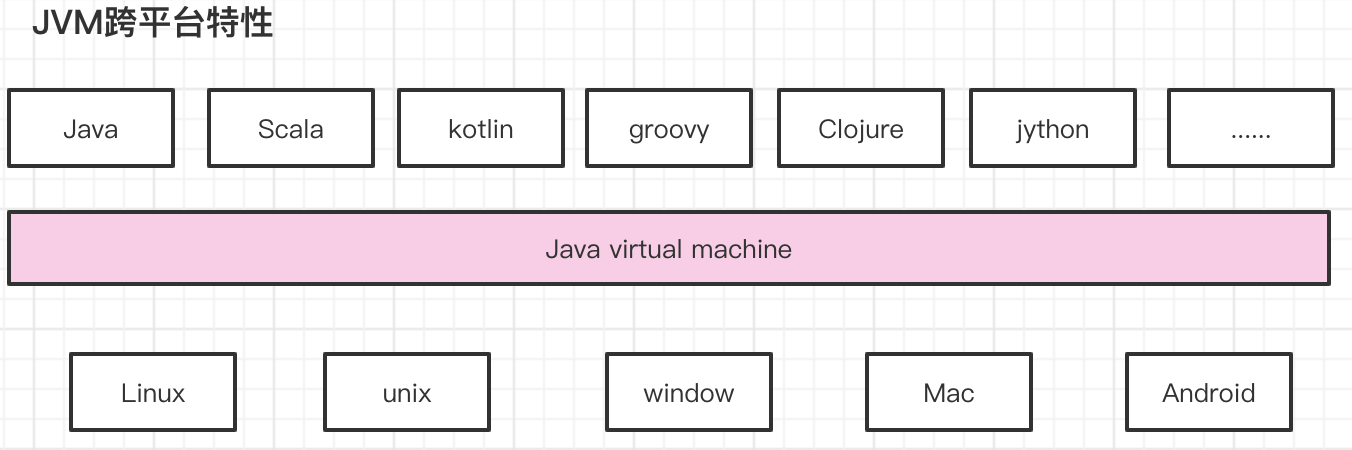 JVM跨平台特性
Java
Scala
kotlin
groovy
Clojure
jython
......
Java virtual machine
Linux
unix
window
Mac
Android